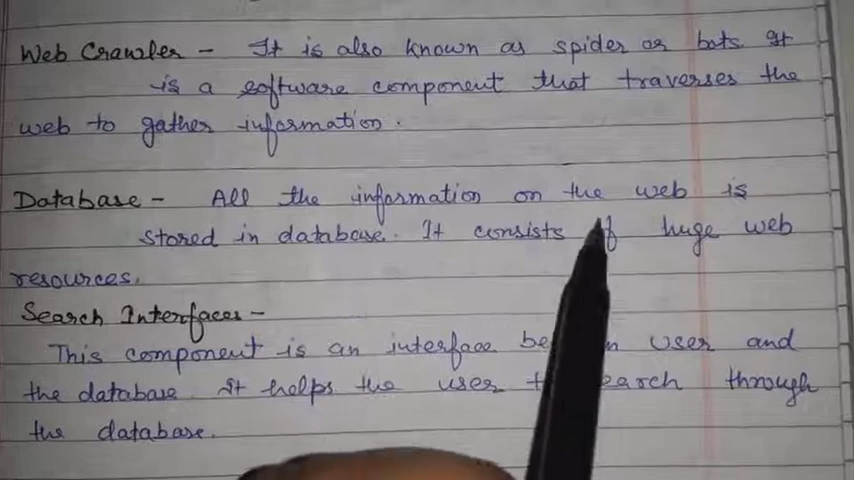 Web Crawler - It is also known as spider or bots. It
is a software component that traverses the
web to gather information.
Database - All the information on the web is
stored in database. It consists of huge web
resources.
Search Interfaces -
This component is an interface be n user and
the database. It helps the user t earch through
the database.